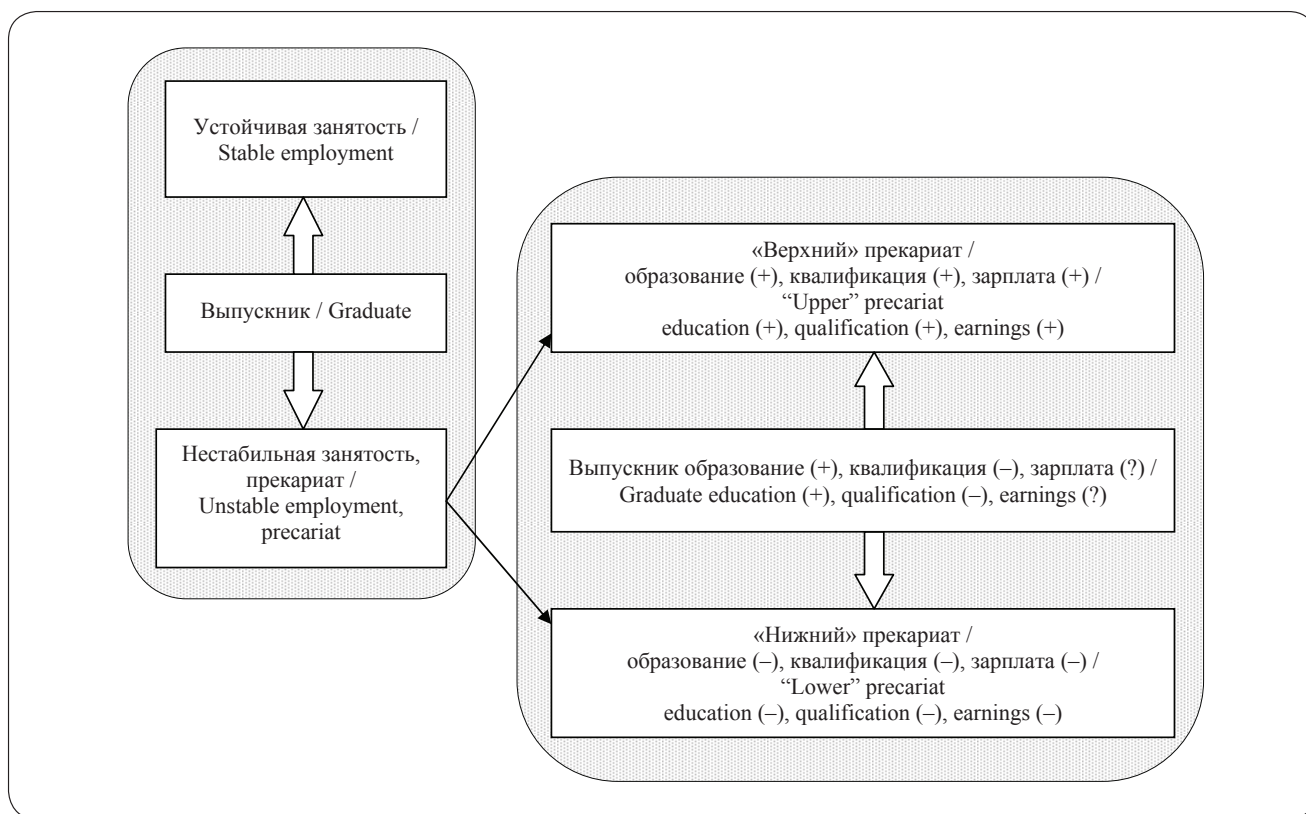 Устойчивая занятость /
Stable employment
Выпускник / Graduate
Нестабильная занятость,
прекариат /
Unstable employment,
precariat
«Верхний» прекариат /
образование (+), квалификация (+), зарплата (+) /
“Upper” precariat
education (+), qualification (+), earnings (+)
Выпускник образование (+), квалификация (–), зарплата (?) /
Graduate education (+), qualification (–), earnings (?)
«Нижний» прекариат /
образование (–), квалификация (–), зарплата (–) /
“Lower” precariat
education (–), qualification (–), earnings (–)